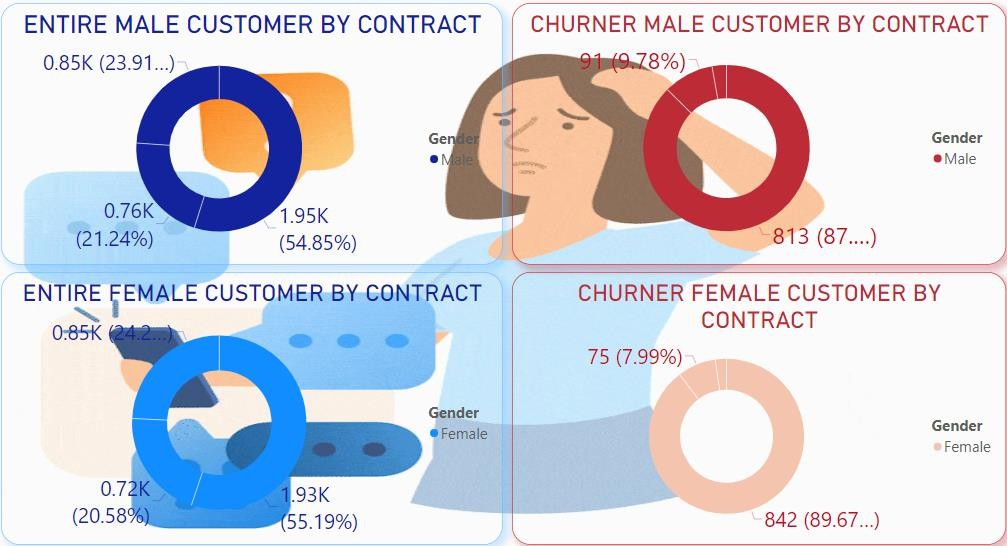 ENTIRE MALE CUSTOMER BY CONTRACT
0.85K (23.91...)
0.76K
(21.24%)
1.95K
(54.85%)
Gender
Male
CHURNER MALE CUSTOMER BY CONTRACT
91 (9.78%)
813 (87....)
Gender
Male
ENTIRE FEMALE CUSTOMER BY CONTRACT
0.85K (24.2...)
0.72K
(20.58%)
1.93K
(55.19%)
Gender
Female
CHURNER FEMALE CUSTOMER BY
CONTRACT
75 (7.99%)
842 (89.67...)
Gender
Female